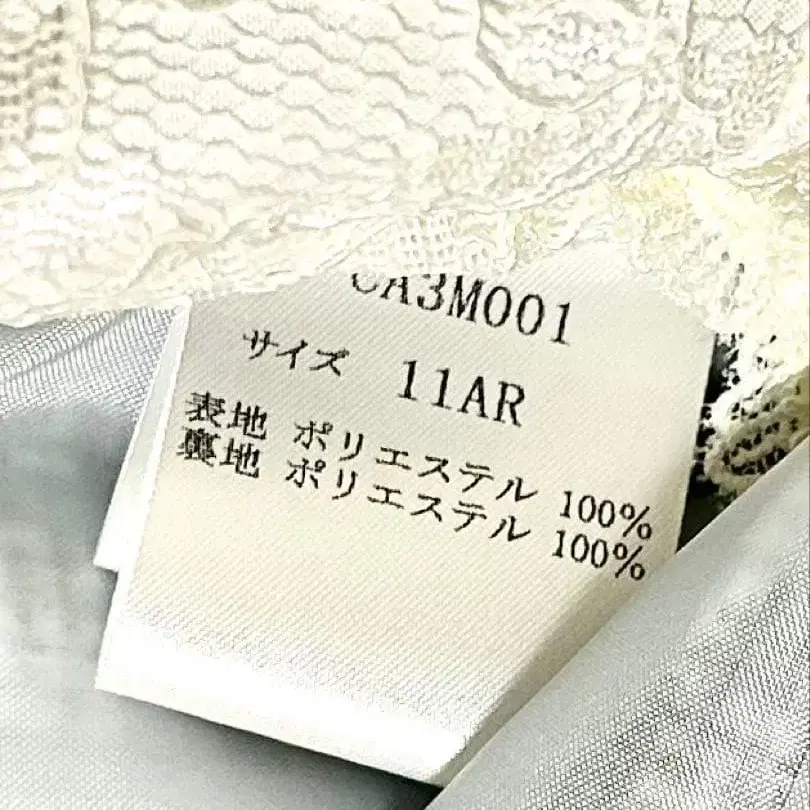 CA3M001
サイズ 11AR
表地 ポリエステル 100%
裏地 ポリエステル 100%